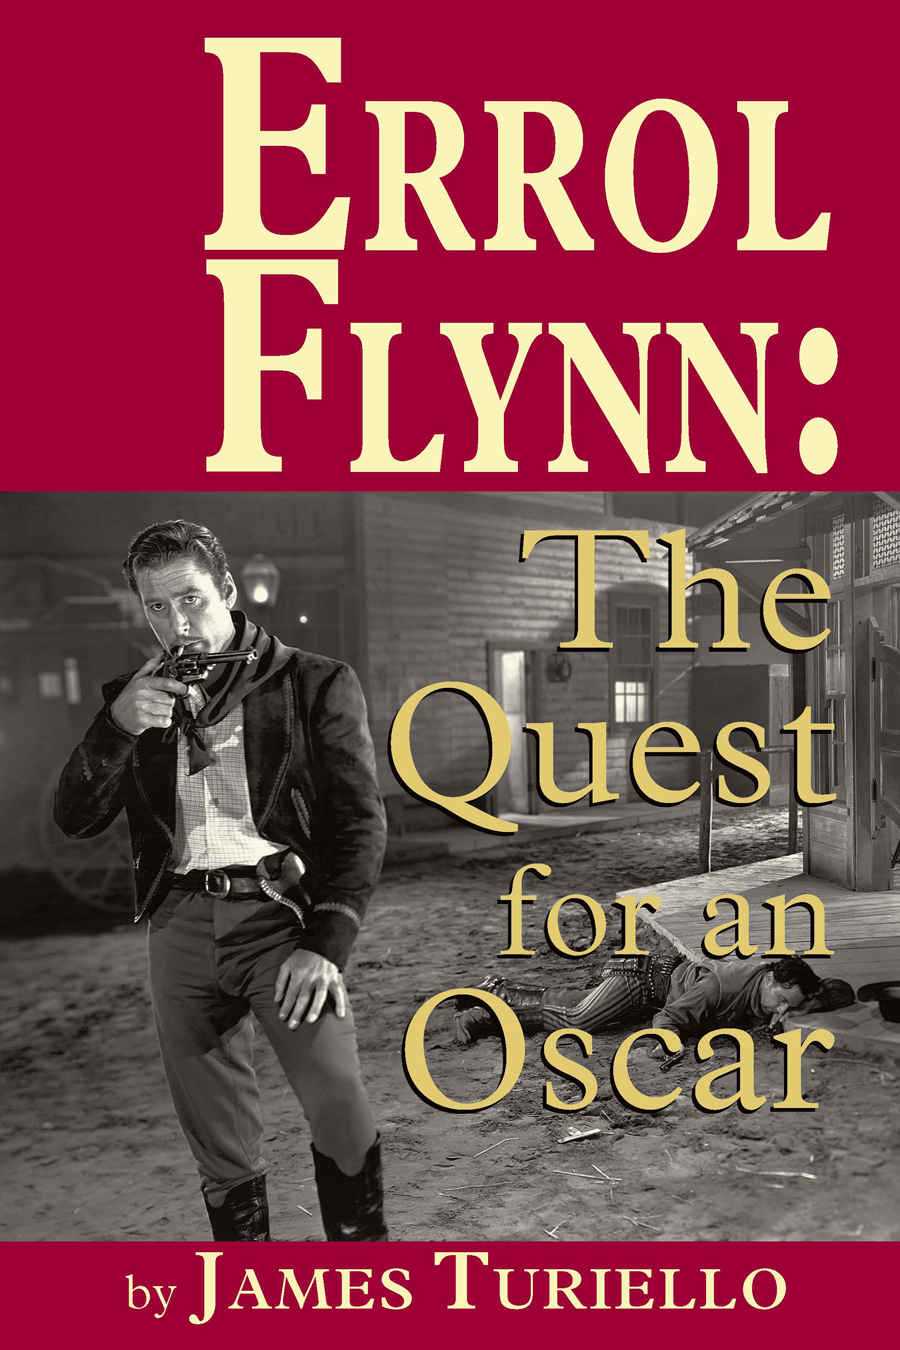 ERROL
FLYNN:
The
Quest
for an
Oscar
by JAMES TURIELLO